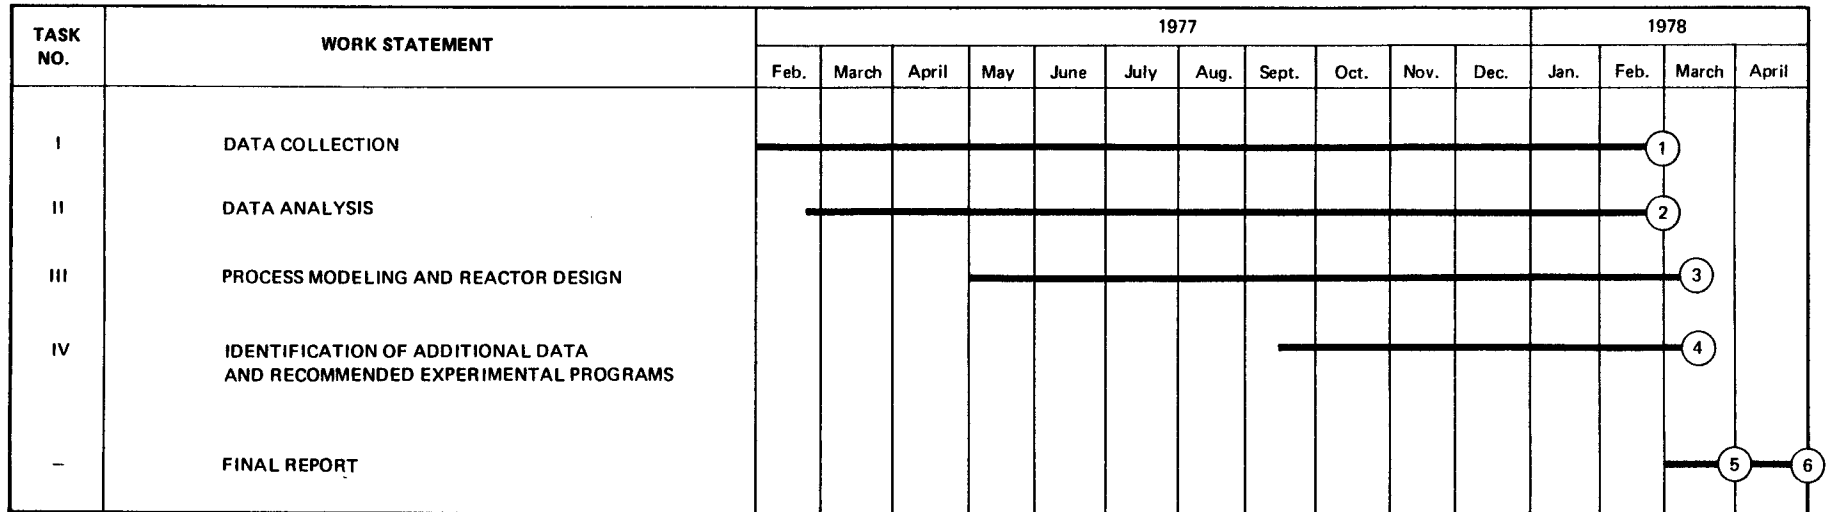 TASK NO. WORK STATEMENT 1977 1978
Feb. March April May June July Aug. Sept. Oct. Nov. Dec. Jan. Feb. March April
I DATA COLLECTION 1
II DATA ANALYSIS 2
III PROCESS MODELING AND REACTOR DESIGN 3
IV IDENTIFICATION OF ADDITIONAL DATA 4
AND RECOMMENDED EXPERIMENTAL PROGRAMS
– FINAL REPORT 5 6